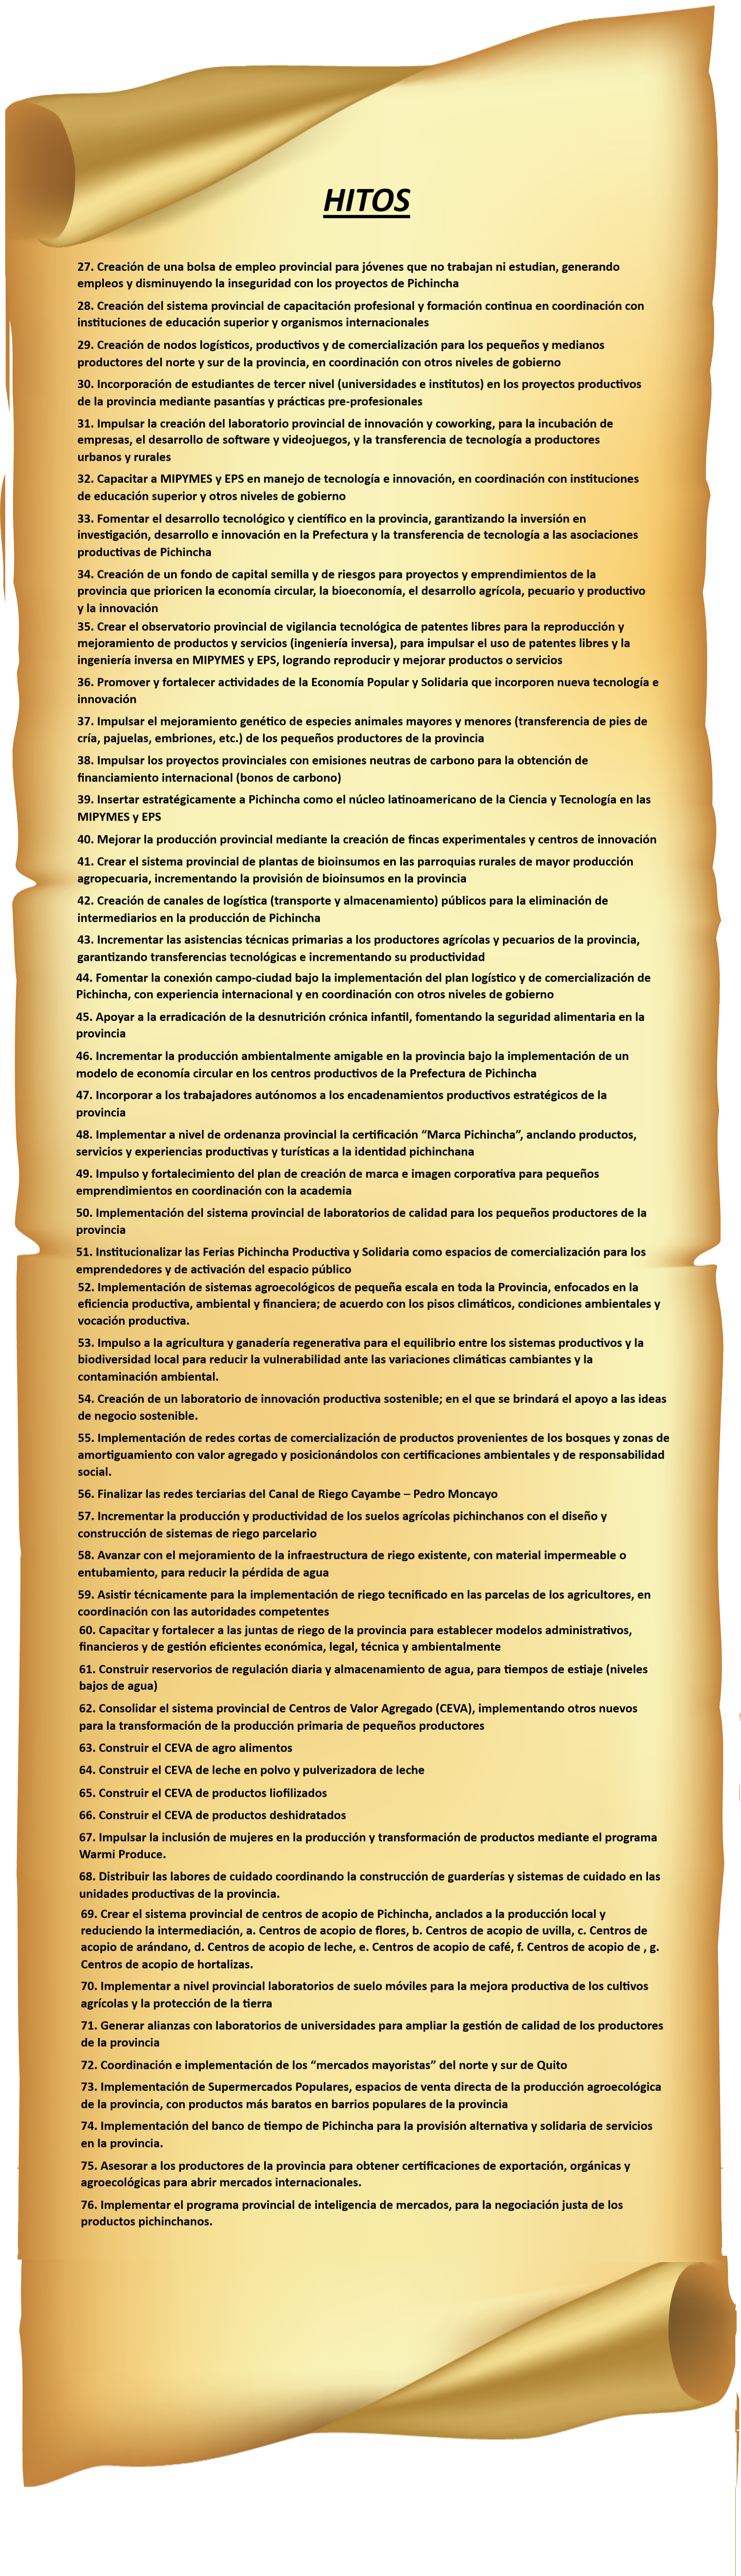 HITOS
27. Creación de una bolsa de empleo provincial para jóvenes que no trabajan ni estudian, generando
empleos y disminuyendo la inseguridad con los proyectos de Pichincha
28. Creación del sistema provincial de capacitación profesional y formación continua en coordinación con
instituciones de educación superior y organismos internacionales
29. Creación de nodos logísticos, productivos y de comercialización para los pequeños y medianos
productores del norte y sur de la provincia, en coordinación con otros niveles de gobierno
30. Incorporación de estudiantes de tercer nivel (universidades e institutos) en los proyectos productivos
de la provincia mediante pasantías y prácticas pre-profesionales
31. Impulsar la creación del laboratorio provincial de innovación y coworking, para la incubación de
empresas, el desarrollo de software y videojuegos, y la transferencia de tecnología a productores
urbanos y rurales
32. Capacitar a MIPYMES y EPS en manejo de tecnología e innovación, en coordinación con instituciones
de educación superior y otros niveles de gobierno
33. Fomentar el desarrollo tecnológico y científico en la provincia, garantizando la inversión en
investigación, desarrollo e innovación en la Prefectura y la transferencia de tecnología a las asociaciones
productivas de Pichincha
34. Creación de un fondo de capital semilla y de riesgos para proyectos y emprendimientos de la
provincia que prioricen la economía circular, la bioeconomía, el desarrollo agrícola, pecuario y productivo
y la innovación
35. Crear el observatorio provincial de vigilancia tecnológica de patentes libres para la reproducción y
mejoramiento de productos y servicios (ingeniería inversa), para impulsar el uso de patentes libres y la
ingeniería inversa en MIPYMES y EPS, logrando reproducir y mejorar productos o servicios
36. Promover y fortalecer actividades de la Economía Popular y Solidaria que incorporen nueva tecnología e
innovación
37. Impulsar el mejoramiento genético de especies animales mayores y menores (transferencia de pies de
cría, pajuelas, embriones, etc.) de los pequeños productores de la provincia
38. Impulsar los proyectos provinciales con emisiones neutras de carbono para la obtención de
financiamiento internacional (bonos de carbono)
39. Insertar estratégicamente a Pichincha como el núcleo latinoamericano de la Ciencia y Tecnología en las
MIPYMES y EPS
40. Mejorar la producción provincial mediante la creación de fincas experimentales y centros de innovación
41. Crear el sistema provincial de plantas de bioinsumos en las parroquias rurales de mayor producción
agropecuaria, incrementando la provisión de bioinsumos en la provincia
42. Creación de canales de logística (transporte y almacenamiento) públicos para la eliminación de
intermediarios en la producción de Pichincha
43. Incrementar las asistencias técnicas primarias a los productores agrícolas y pecuarios de la provincia,
garantizando transferencias tecnológicas e incrementando su productividad
44. Fomentar la conexión campo-ciudad bajo la implementación del plan logístico y de comercialización de
Pichincha, con experiencia internacional y en coordinación con otros niveles de gobierno
45. Apoyar a la erradicación de la desnutrición crónica infantil, fomentando la seguridad alimentaria en la
provincia
46. Incrementar la producción ambientalmente amigable en la provincia bajo la implementación de un
modelo de economía circular en los centros productivos de la Prefectura de Pichincha
47. Incorporar a los trabajadores autónomos a los encadenamientos productivos estratégicos de la
provincia
48. Implementar a nivel de ordenanza provincial la certificación “Marca Pichincha”, anclando productos,
servicios y experiencias productivas y turísticas a la identidad pichinchana
49. Impulso y fortalecimiento del plan de creación de marca e imagen corporativa para pequeños
emprendimientos en coordinación con la academia
50. Implementación del sistema provincial de laboratorios de calidad para los pequeños productores de la
provincia
51. Institucionalizar las Ferias Pichincha Productiva y Solidaria como espacios de comercialización para los
emprendedores y de activación del espacio público
52. Implementación de sistemas agroecológicos de pequeña escala en toda la Provincia, enfocados en la
eficiencia productiva, ambiental y financiera; de acuerdo con los pisos climáticos, condiciones ambientales y
vocación productiva.
53. Impulso a la agricultura y ganadería regenerativa para el equilibrio entre los sistemas productivos y la
biodiversidad local para reducir la vulnerabilidad ante las variaciones climáticas cambiantes y la
contaminación ambiental.
54. Creación de un laboratorio de innovación productiva sostenible; en el que se brindará el apoyo a las ideas
de negocio sostenible.
55. Implementación de redes cortas de comercialización de productos provenientes de los bosques y zonas de
amortiguamiento con valor agregado y posicionándolos con certificaciones ambientales y de responsabilidad
social.
56. Finalizar las redes terciarias del Canal de Riego Cayambe – Pedro Moncayo
57. Incrementar la producción y productividad de los suelos agrícolas pichinchanos con el diseño y
construcción de sistemas de riego parcelario
58. Avanzar con el mejoramiento de la infraestructura de riego existente, con material impermeable o
entubamiento, para reducir la pérdida de agua
59. Asistir técnicamente para la implementación de riego tecnificado en las parcelas de los agricultores, en
coordinación con las autoridades competentes
60. Capacitar y fortalecer a las juntas de riego de la provincia para establecer modelos administrativos,
financieros y de gestión eficientes económica, legal, técnica y ambientalmente
61. Construir reservorios de regulación diaria y almacenamiento de agua, para tiempos de estiaje (niveles
bajos de agua)
62. Consolidar el sistema provincial de Centros de Valor Agregado (CEVA), implementando otros nuevos
para la transformación de la producción primaria de pequeños productores
63. Construir el CEVA de agro alimentos
64. Construir el CEVA de leche en polvo y pulverizadora de leche
65. Construir el CEVA de productos liofilizados
66. Construir el CEVA de productos deshidratados
67. Impulsar la inclusión de mujeres en la producción y transformación de productos mediante el programa
Warmi Produce.
68. Distribuir las labores de cuidado coordinando la construcción de guarderías y sistemas de cuidado en las
unidades productivas de la provincia.
69. Crear el sistema provincial de centros de acopio de Pichincha, anclados a la producción local y
reduciendo la intermediación, a. Centros de acopio de flores, b. Centros de acopio de uvilla, c. Centros de
acopio de arándano, d. Centros de acopio de leche, e. Centros de acopio de café, f. Centros de acopio de , g.
Centros de acopio de hortalizas.
70. Implementar a nivel provincial laboratorios de suelo móviles para la mejora productiva de los cultivos
agrícolas y la protección de la tierra
71. Generar alianzas con laboratorios de universidades para ampliar la gestión de calidad de los productores
de la provincia
72. Coordinación e implementación de los “mercados mayoristas” del norte y sur de Quito
73. Implementación de Supermercados Populares, espacios de venta directa de la producción agroecológica
de la provincia, con productos más baratos en barrios populares de la provincia
74. Implementación del banco de tiempo de Pichincha para la provisión alternativa y solidaria de servicios
en la provincia.
75. Asesorar a los productores de la provincia para obtener certificaciones de exportación, orgánicas y
agroecológicas para abrir mercados internacionales.
76. Implementar el programa provincial de inteligencia de mercados, para la negociación justa de los
productos pichinchanos.